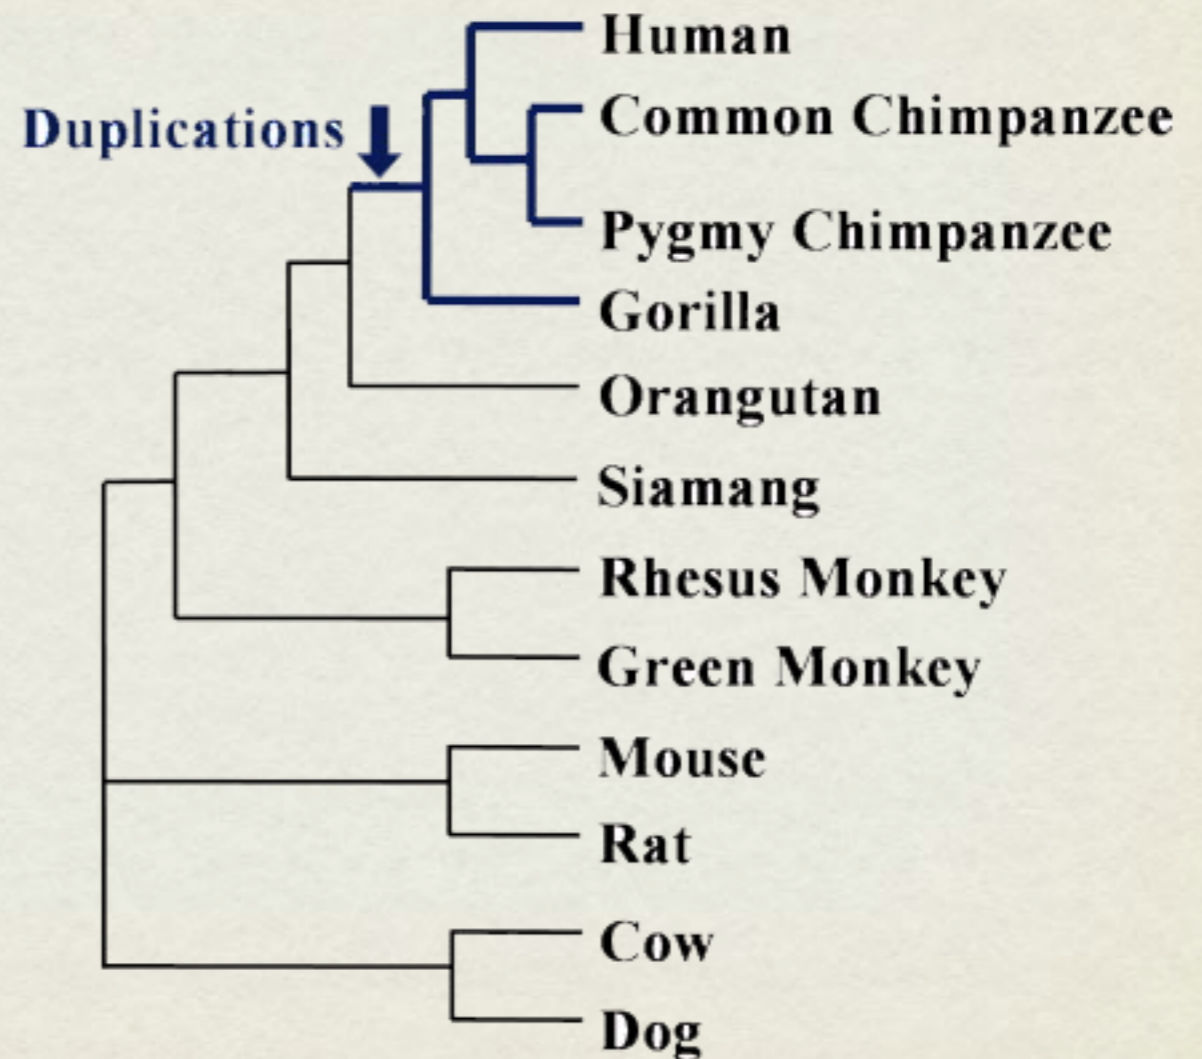 Human
Duplications
Common Chimpanzee
Pygmy Chimpanzee
Gorilla
Orangutan
Siamang
Rhesus Monkey
Green Monkey
Mouse
Rat
Cow
Dog